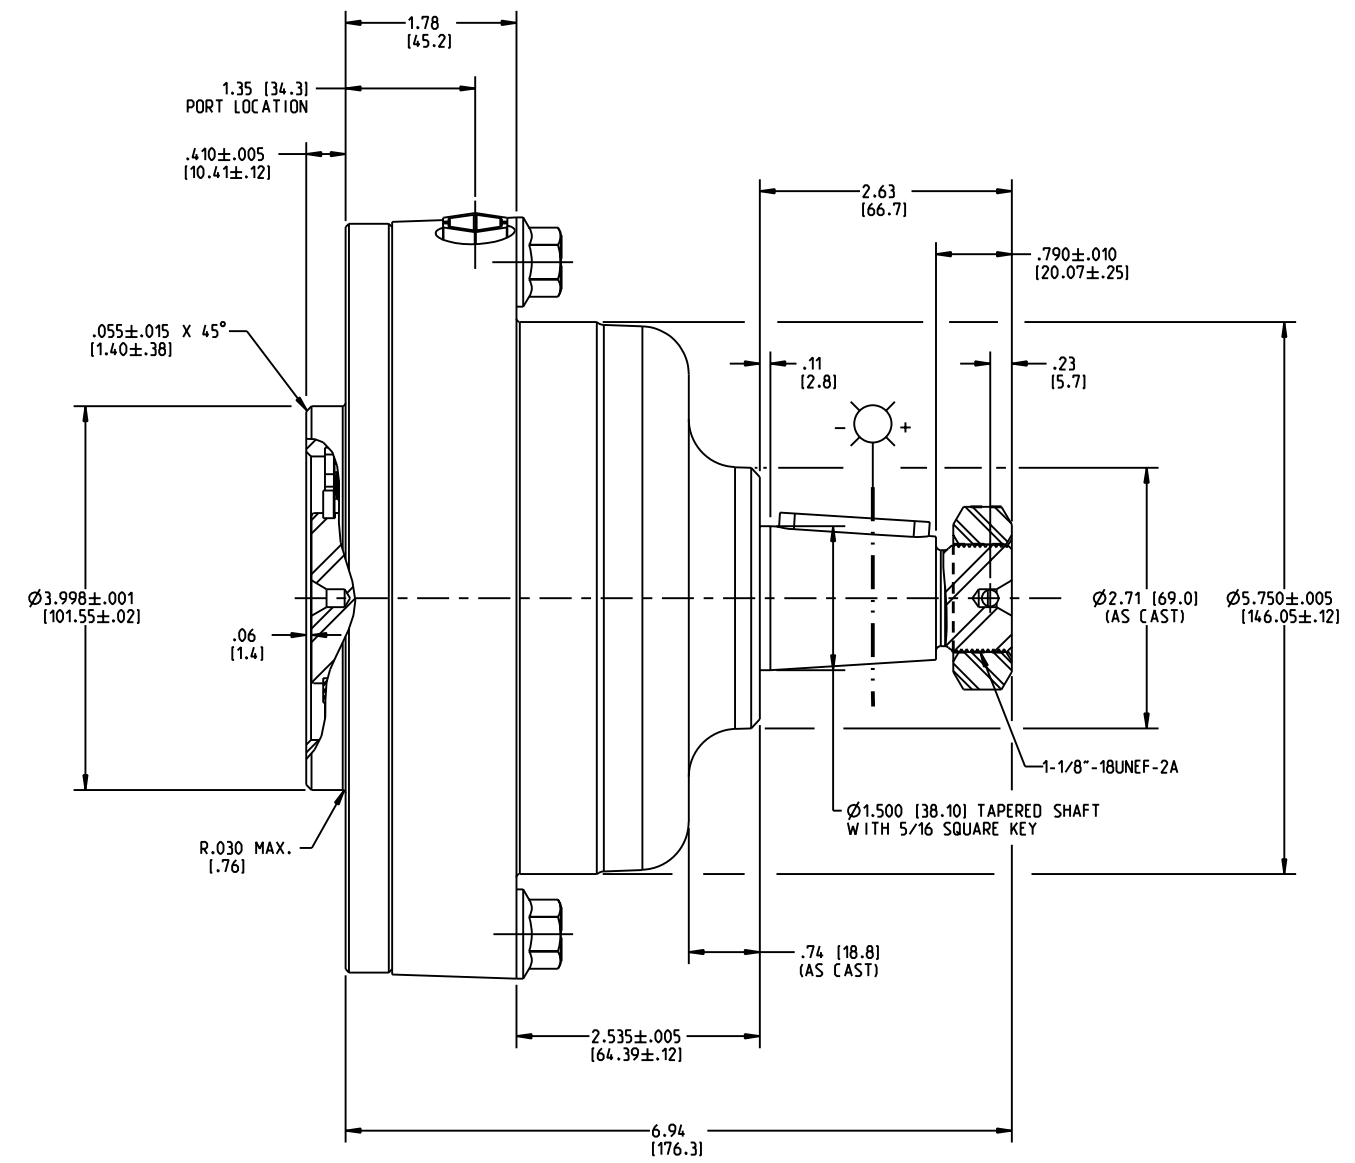 1.78
[45.2]
1.35 [34.3]
PORT LOCATION
.410±.005
[10.41±.12]
2.63
[66.7]
.790±.010
[20.07±.25]
.055±.015 X 45°
[1.40±.38]
.11
[2.8]
.23
[5.7]
- +
Ø3.998±.001
[101.55±.02]
Ø2.71 [69.0]
(AS CAST)
Ø5.750±.005
[146.05±.12]
.06
[1.4]
1-1/8"-18UNEF-2A
Ø1.500 [38.10] TAPERED SHAFT
WITH 5/16 SQUARE KEY
R.030 MAX.
[.76]
.74 [18.8]
(AS CAST)
2.535±.005
[64.39±.12]
6.94
[176.3]